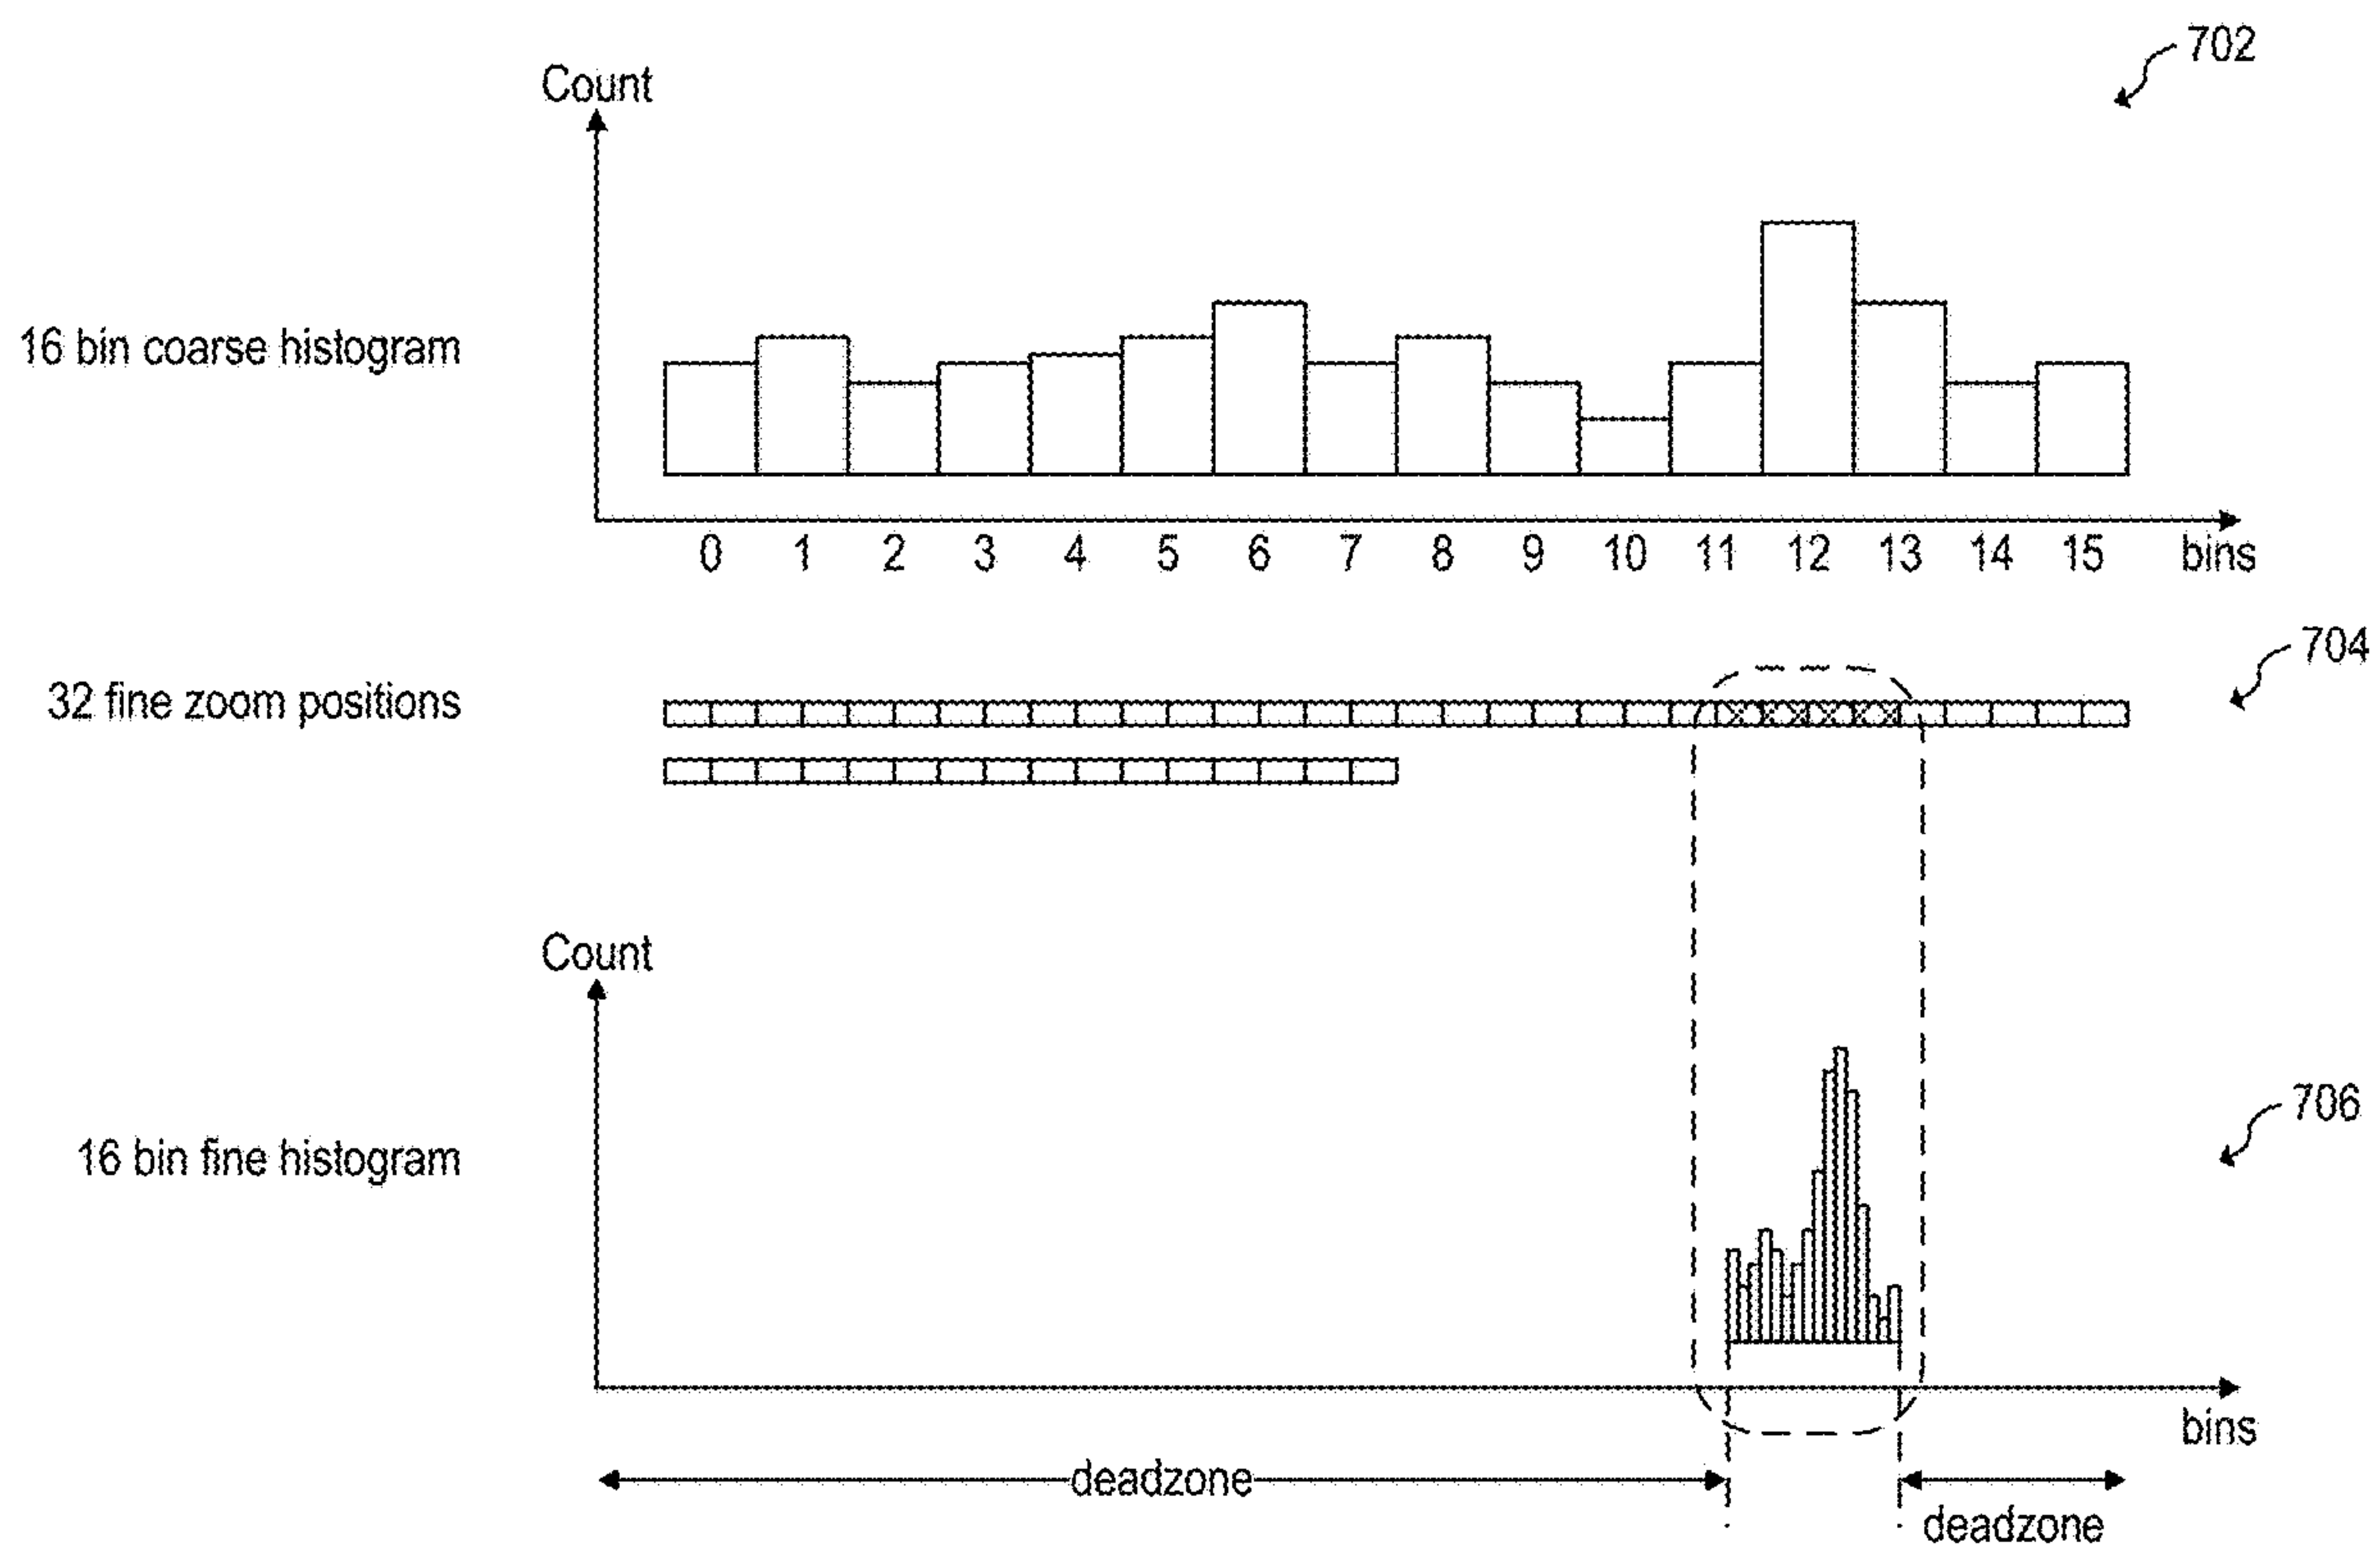 702
Count
16 bin coarse histogram
0 1 2 3 4 5 6 7 8 9 10 11 12 13 14 15 bins
704
32 fine zoom positions
Count
706
16 bin fine histogram
bins
deadzone
deadzone